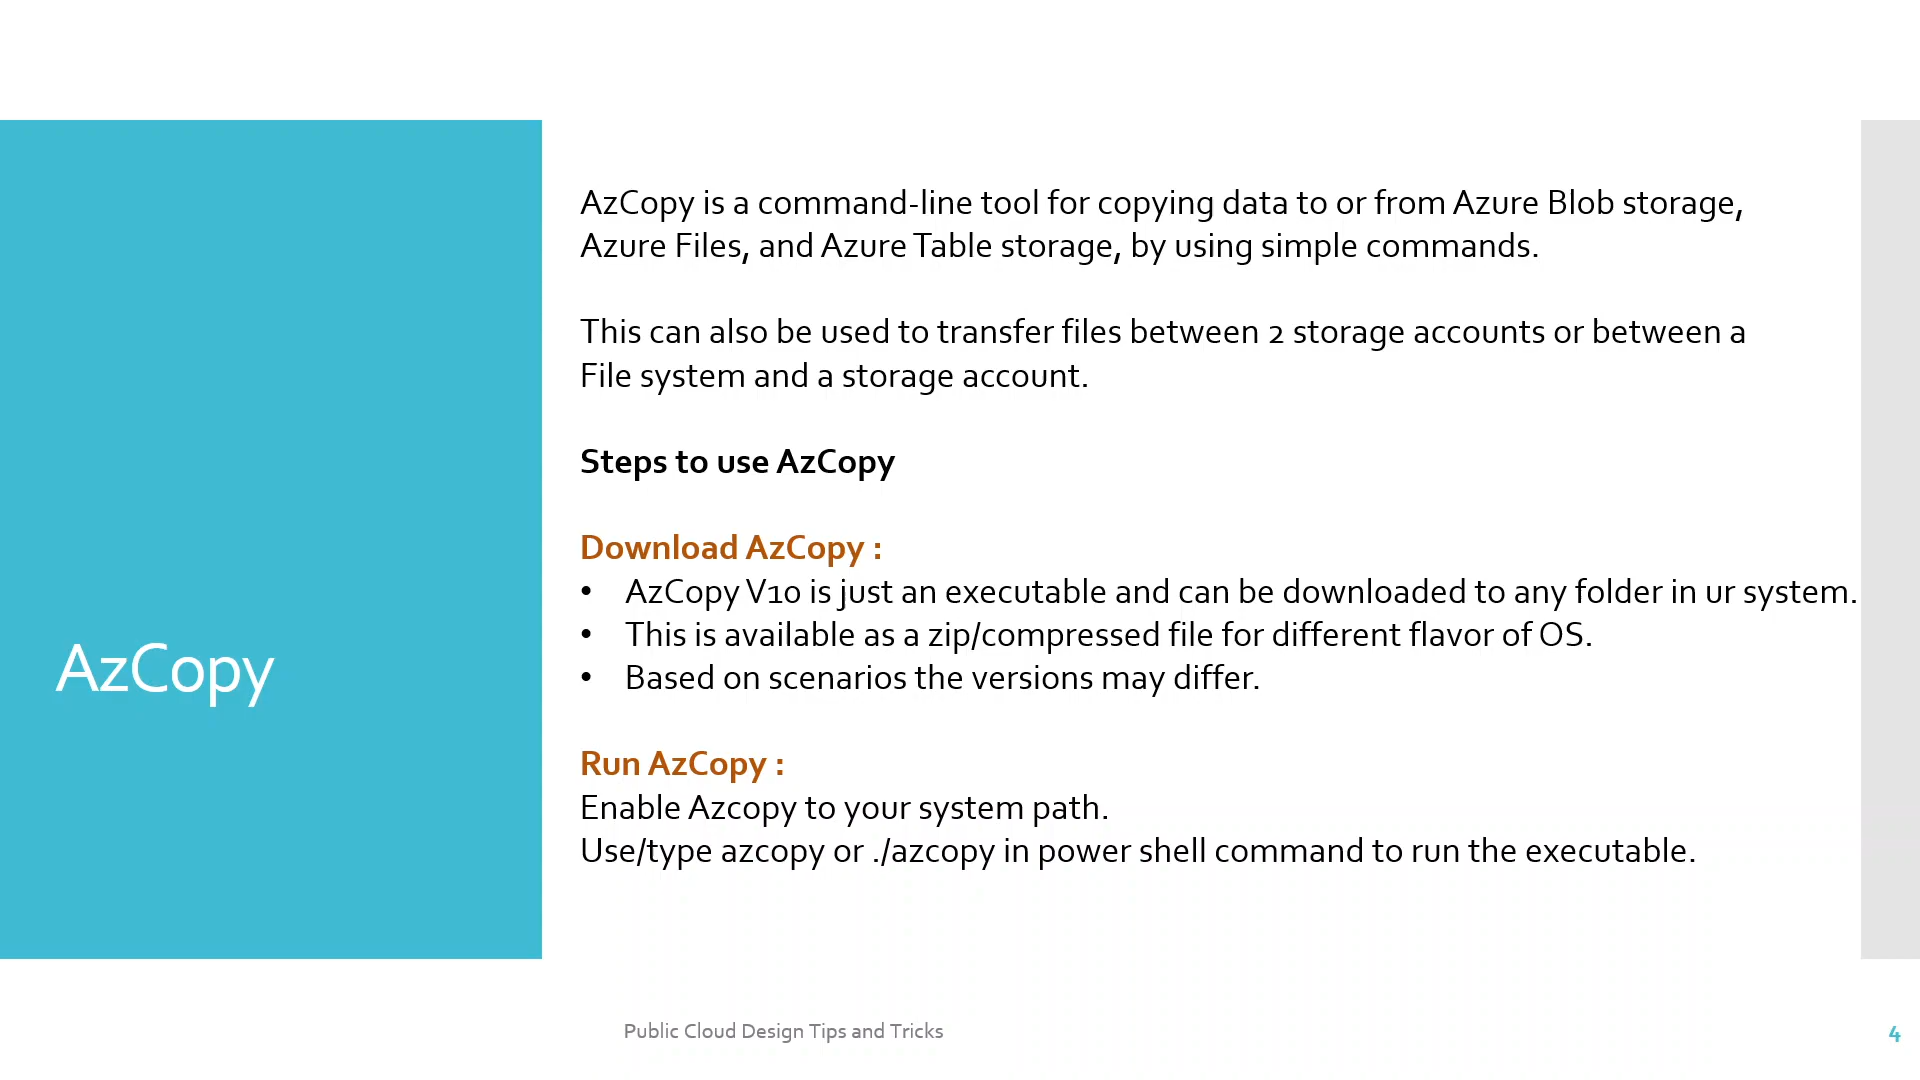 AzCopy
AzCopy is a command-line tool for copying data to or from Azure Blob storage,
Azure Files, and Azure Table storage, by using simple commands.
This can also be used to transfer files between 2 storage accounts or between a
File system and a storage account.
Steps to use AzCopy
Download AzCopy :
• AzCopy V10 is just an executable and can be downloaded to any folder in ur system.
• This is available as a zip/compressed file for different flavor of OS.
• Based on scenarios the versions may differ.
Run AzCopy :
Enable Azcopy to your system path.
Use/type azcopy or ./azcopy in power shell command to run the executable.
Public Cloud Design Tips and Tricks
4